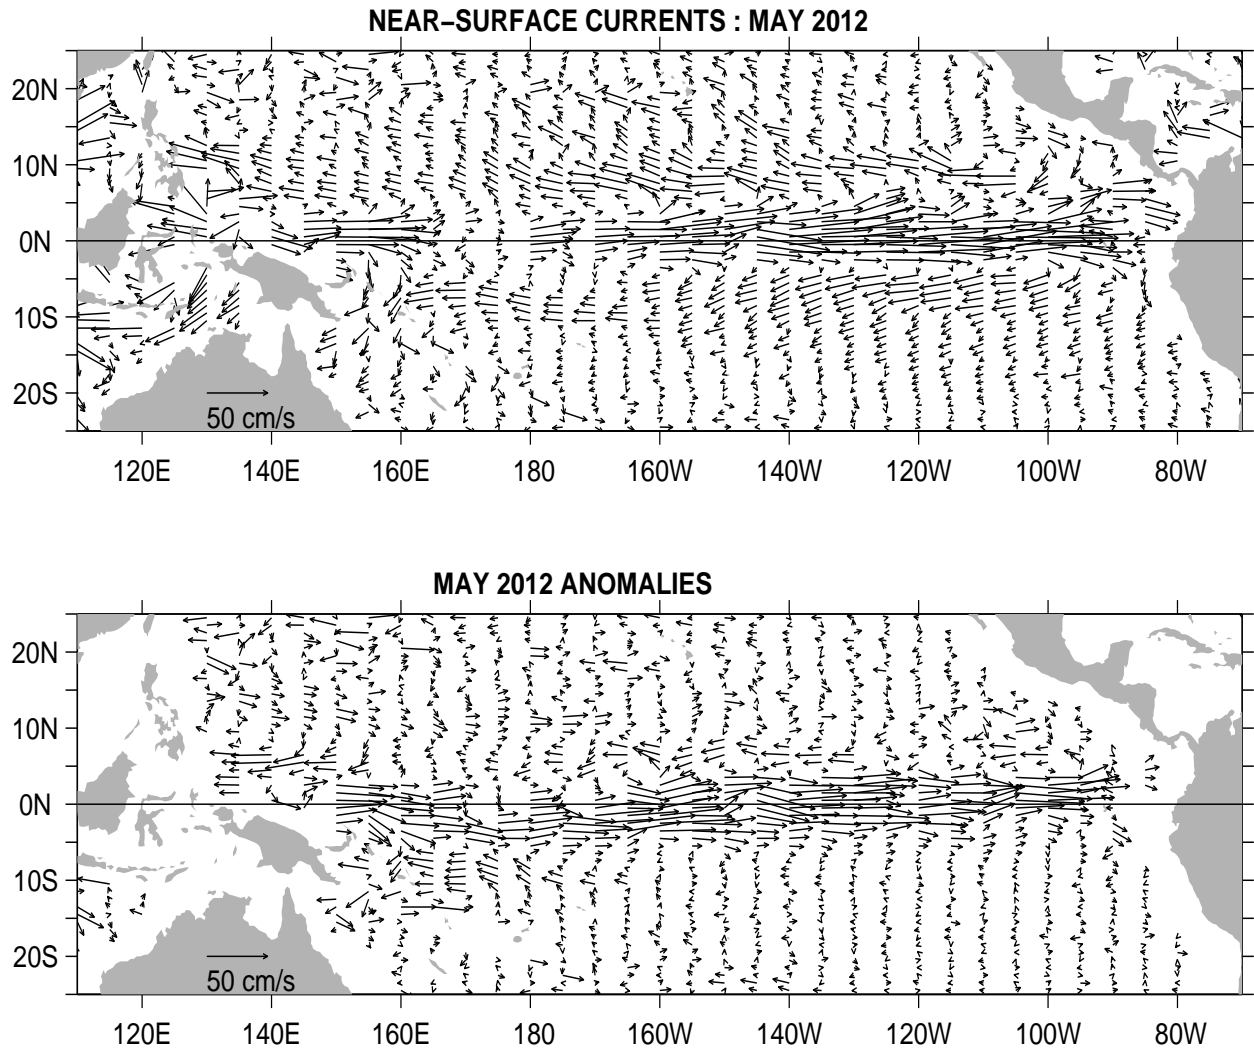 NEAR−SURFACE CURRENTS : MAY 2012
20N
10N
0N
10S
20S
50 cm/s
120E 140E 160E 180 160W 140W 120W 100W 80W
MAY 2012 ANOMALIES
20N
10N
0N
10S
20S
50 cm/s
120E 140E 160E 180 160W 140W 120W 100W 80W